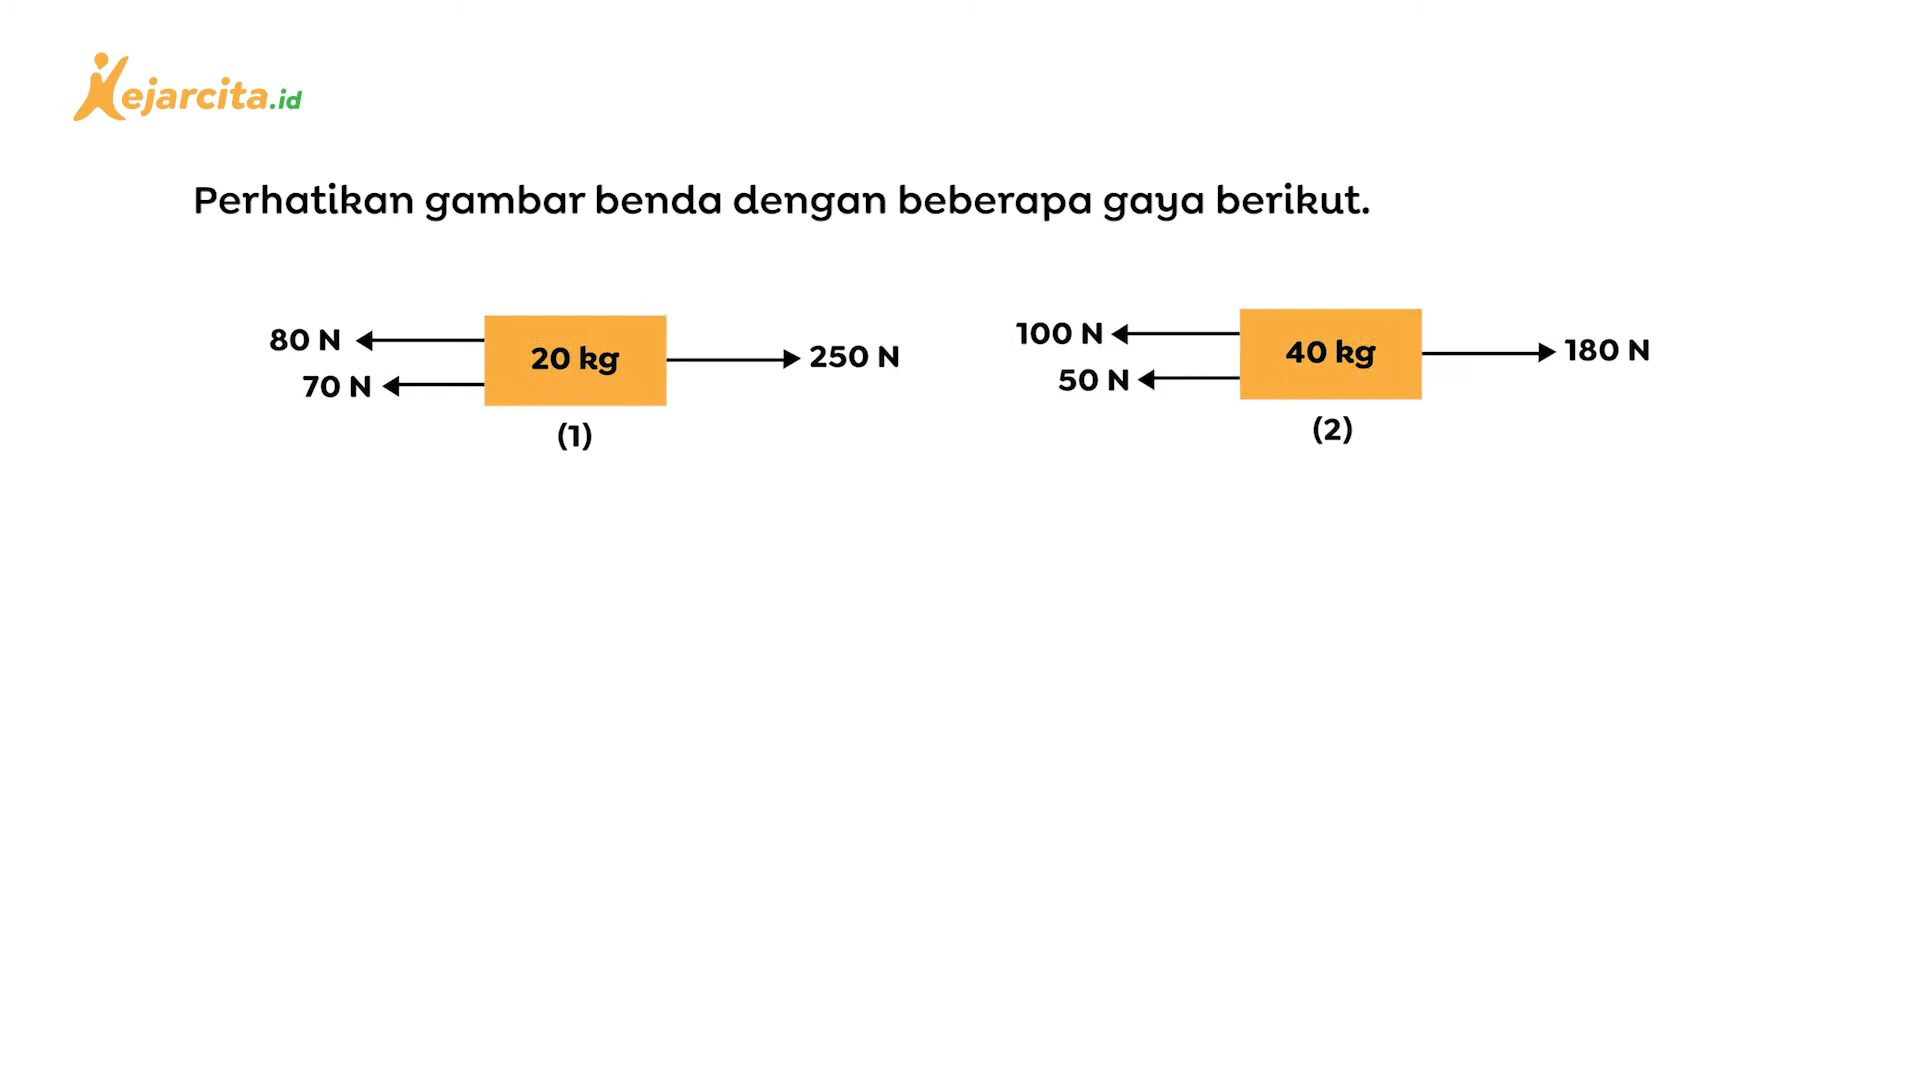 Kejarcita.id
Perhatikan gambar benda dengan beberapa gaya berikut.
80 N
70 N
20 kg
250 N
(1)
100 N
50 N
40 kg
180 N
(2)